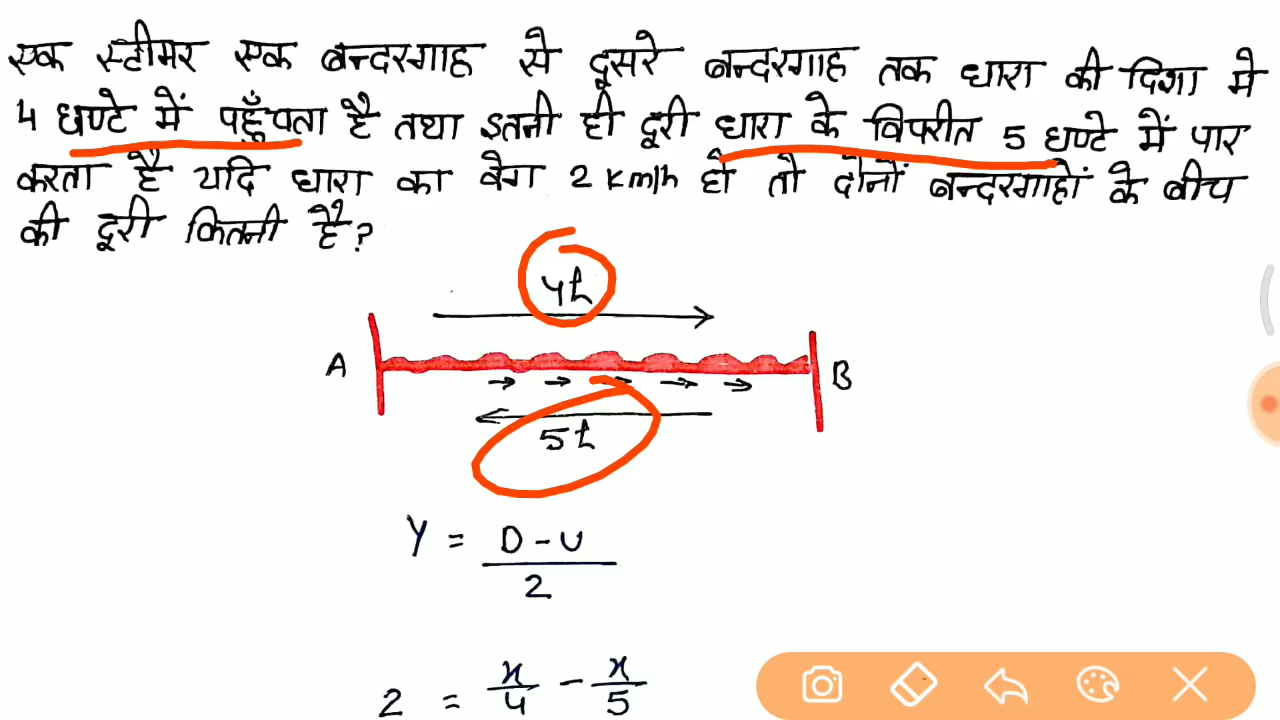 एक स्टीमर एक बन्दरगाह से दूसरे बन्दरगाह तक धारा की दिशा मे
4 घण्टे में पहुँचता है तथा इतनी ही दूरी धारा के विपरीत 5 घण्टे में पार
करता है यदि धारा का वेग 2 km/h हो तो दोनों बन्दरगाहों के बीच
की दूरी कितनी है?
4h
A B
5h
Y = D - U
2
2 = x/4 - x/5